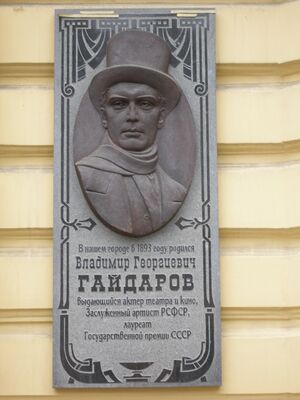 В нашем городе в 1893 году родился
Владимир Георгиевич
ГАЙДАРОВ
выдающийся актер театра и кино,
Заслуженный артист РСФСР,
лауреат
Государственной премии СССР